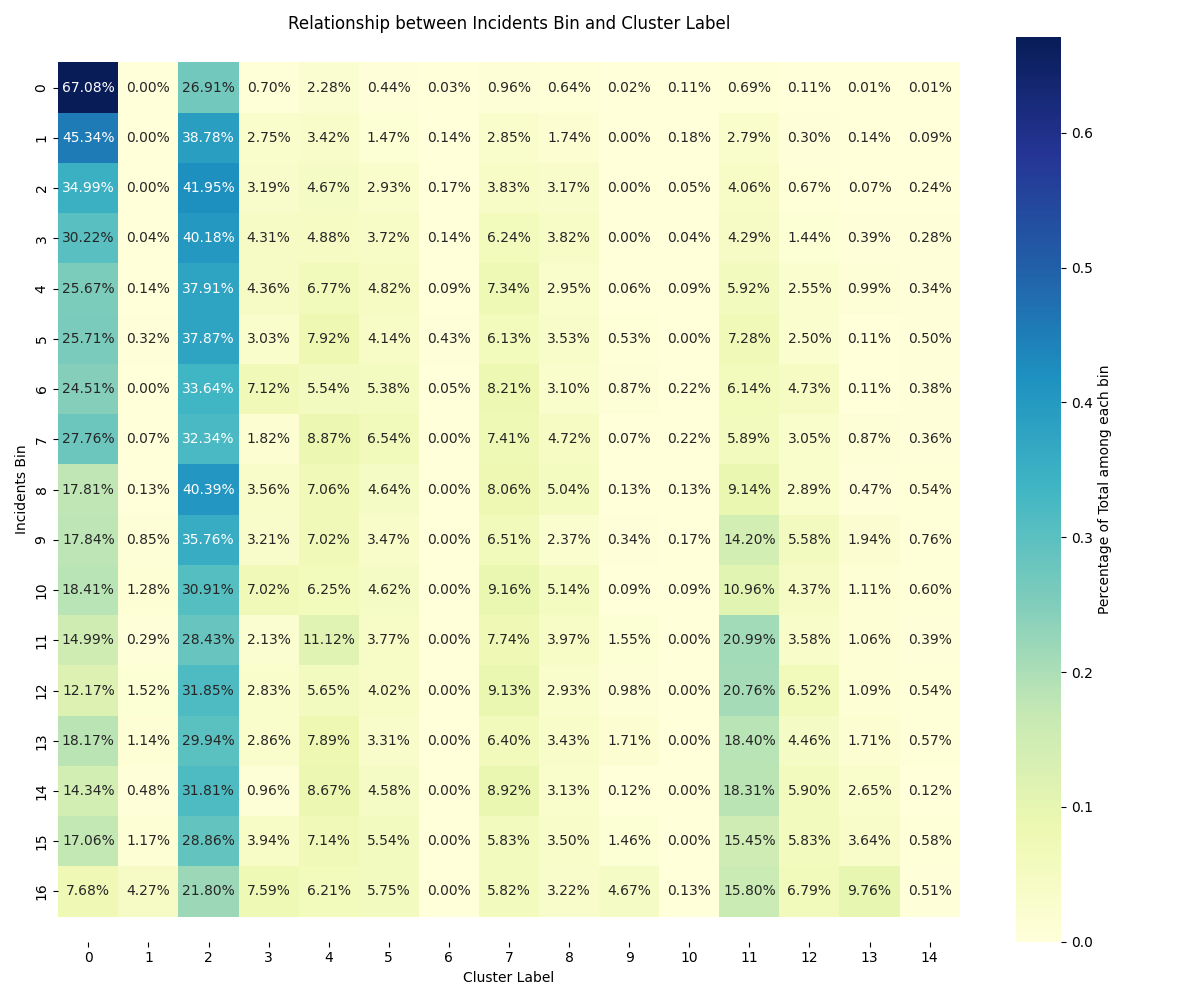 Relationship between Incidents Bin and Cluster Label
0 67.08% 0.00% 26.91% 0.70% 2.28% 0.44% 0.03% 0.96% 0.64% 0.02% 0.11% 0.69% 0.11% 0.01% 0.01%
1 45.34% 0.00% 38.78% 2.75% 3.42% 1.47% 0.14% 2.85% 1.74% 0.00% 0.18% 2.79% 0.30% 0.14% 0.09%
2 34.99% 0.00% 41.95% 3.19% 4.67% 2.93% 0.17% 3.83% 3.17% 0.00% 0.05% 4.06% 0.67% 0.07% 0.24%
3 30.22% 0.04% 40.18% 4.31% 4.88% 3.72% 0.14% 6.24% 3.82% 0.00% 0.04% 4.29% 1.44% 0.39% 0.28%
4 25.67% 0.14% 37.91% 4.36% 6.77% 4.82% 0.09% 7.34% 2.95% 0.06% 0.09% 5.92% 2.55% 0.99% 0.34%
5 25.71% 0.32% 37.87% 3.03% 7.92% 4.14% 0.43% 6.13% 3.53% 0.53% 0.00% 7.28% 2.50% 0.11% 0.50%
6 24.51% 0.00% 33.64% 7.12% 5.54% 5.38% 0.05% 8.21% 3.10% 0.87% 0.22% 6.14% 4.73% 0.11% 0.38%
7 27.76% 0.07% 32.34% 1.82% 8.87% 6.54% 0.00% 7.41% 4.72% 0.07% 0.22% 5.89% 3.05% 0.87% 0.36%
8 17.81% 0.13% 40.39% 3.56% 7.06% 4.64% 0.00% 8.06% 5.04% 0.13% 0.13% 9.14% 2.89% 0.47% 0.54%
9 17.84% 0.85% 35.76% 3.21% 7.02% 3.47% 0.00% 6.51% 2.37% 0.34% 0.17% 14.20% 5.58% 1.94% 0.76%
10 18.41% 1.28% 30.91% 7.02% 6.25% 4.62% 0.00% 9.16% 5.14% 0.09% 0.09% 10.96% 4.37% 1.11% 0.60%
11 14.99% 0.29% 28.43% 2.13% 11.12% 3.77% 0.00% 7.74% 3.97% 1.55% 0.00% 20.99% 3.58% 1.06% 0.39%
12 12.17% 1.52% 31.85% 2.83% 5.65% 4.02% 0.00% 9.13% 2.93% 0.98% 0.00% 20.76% 6.52% 1.09% 0.54%
13 18.17% 1.14% 29.94% 2.86% 7.89% 3.31% 0.00% 6.40% 3.43% 1.71% 0.00% 18.40% 4.46% 1.71% 0.57%
14 14.34% 0.48% 31.81% 0.96% 8.67% 4.58% 0.00% 8.92% 3.13% 0.12% 0.00% 18.31% 5.90% 2.65% 0.12%
15 17.06% 1.17% 28.86% 3.94% 7.14% 5.54% 0.00% 5.83% 3.50% 1.46% 0.00% 15.45% 5.83% 3.64% 0.58%
16 7.68% 4.27% 21.80% 7.59% 6.21% 5.75% 0.00% 5.82% 3.22% 4.67% 0.13% 15.80% 6.79% 9.76% 0.51%
0 1 2 3 4 5 6 7 8 9 10 11 12 13 14
Cluster Label
Incidents Bin
0.6
0.5
0.4
0.3
0.2
0.1
0.0
Percentage of Total among each bin